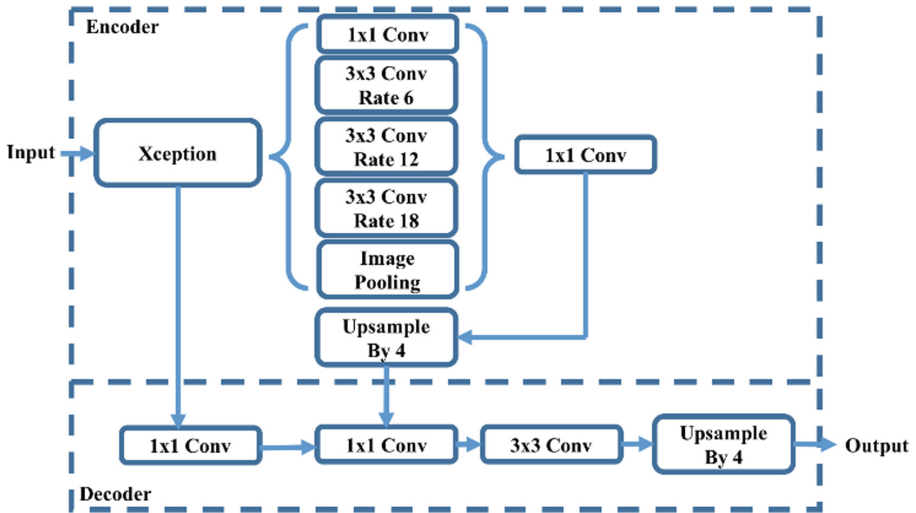 Encoder
1x1 Conv
3x3 Conv
Rate 6
Input
Xception
3x3 Conv
Rate 12
1x1 Conv
3x3 Conv
Rate 18
Image
Pooling
Upsample
By 4
1x1 Conv
1x1 Conv
3x3 Conv
Upsample
By 4
Output
Decoder